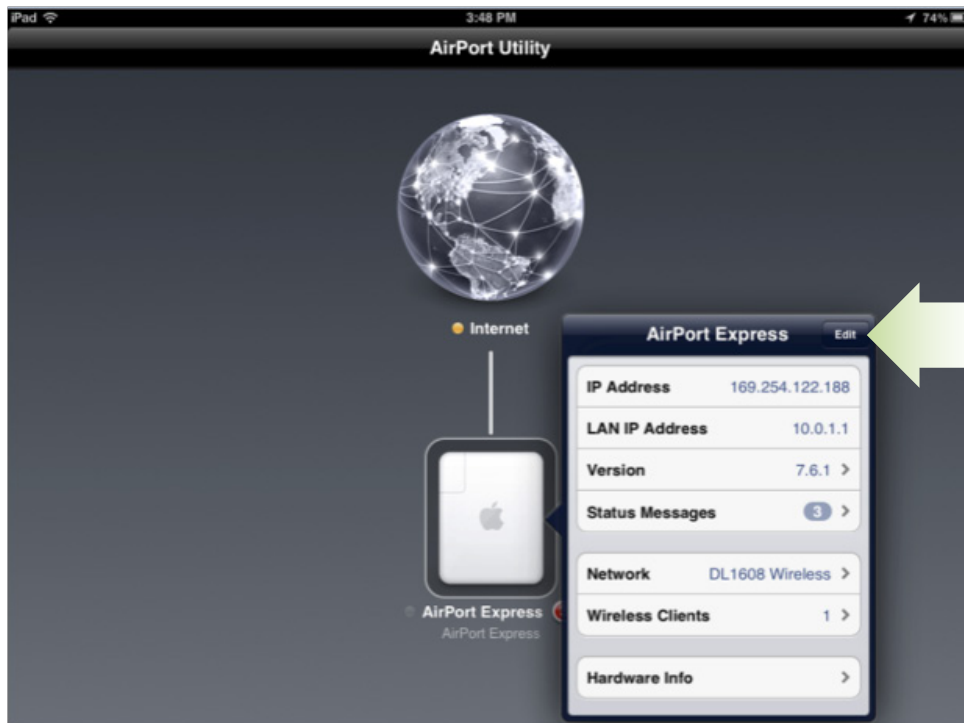 iPad 3:48 PM 74%
AirPort Utility
Internet
AirPort Express Edit
IP Address 169.254.122.188
LAN IP Address 10.0.1.1
Version 7.6.1
Status Messages 3
Network DL1608 Wireless
Wireless Clients 1
Hardware Info
AirPort Express
AirPort Express